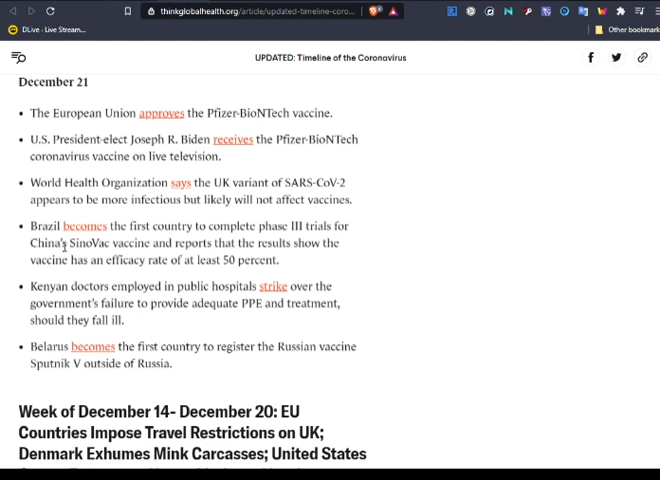 thinkglobalhealth.org/article/updated-timeline-coro...
DLive - Live Stream...
Other bookmark
UPDATED: Timeline of the Coronavirus
December 21
• The European Union approves the Pfizer-BioNTech vaccine.
• U.S. President-elect Joseph R. Biden receives the Pfizer-BioNTech
coronavirus vaccine on live television.
• World Health Organization says the UK variant of SARS-CoV-2
appears to be more infectious but likely will not affect vaccines.
• Brazil becomes the first country to complete phase III trials for
China's SinoVac vaccine and reports that the results show the
vaccine has an efficacy rate of at least 50 percent.
• Kenyan doctors employed in public hospitals strike over the
government's failure to provide adequate PPE and treatment,
should they fall ill.
• Belarus becomes the first country to register the Russian vaccine
Sputnik V outside of Russia.
Week of December 14- December 20: EU
Countries Impose Travel Restrictions on UK;
Denmark Exhumes Mink Carcasses; United States